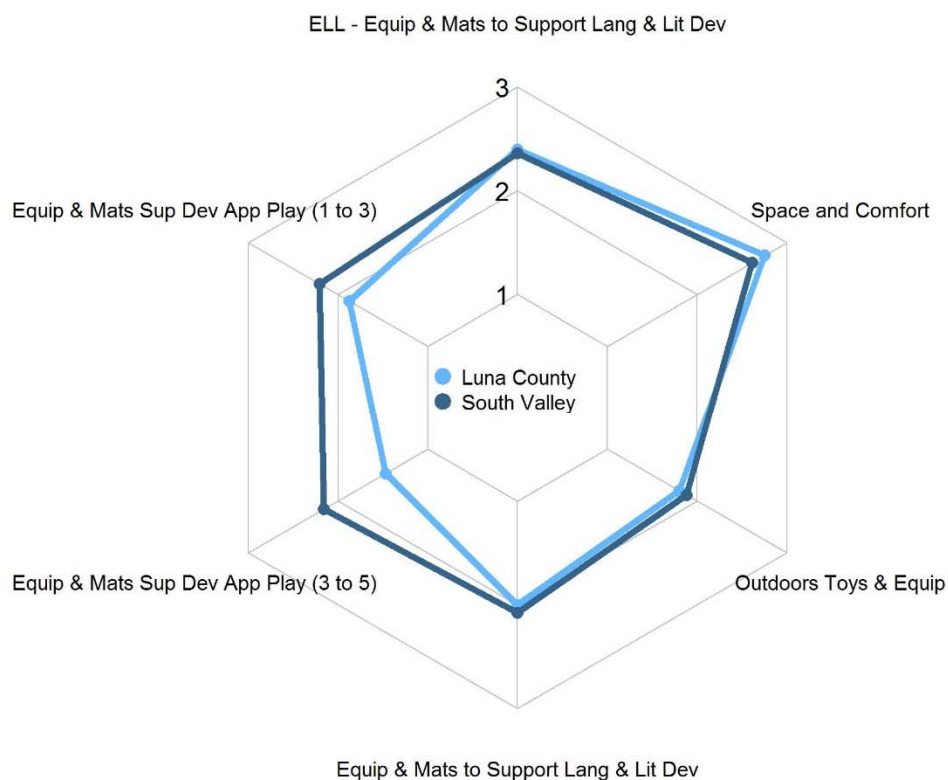 ELL - Equip & Mats to Support Lang & Lit Dev
3
Equip & Mats Sup Dev App Play (1 to 3)
2
Space and Comfort
1
Luna County
South Valley
Equip & Mats Sup Dev App Play (3 to 5)
Outdoors Toys & Equip
Equip & Mats to Support Lang & Lit Dev